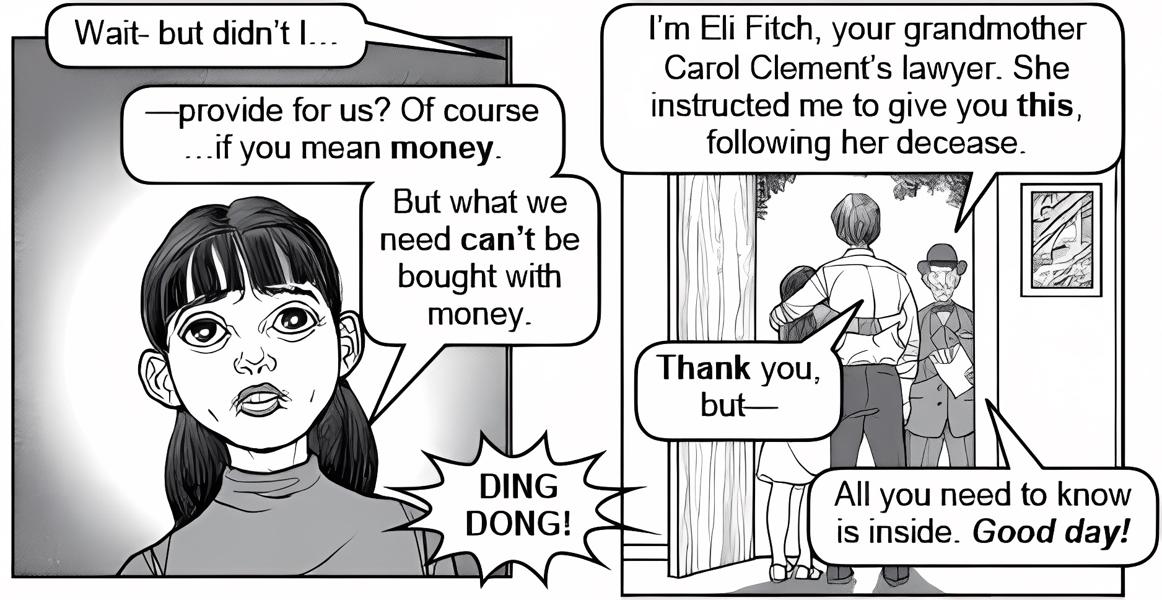 Wait- but didn’t I...
—provide for us? Of course
...if you mean money.
But what we
need can’t be
bought with
money.
DING
DONG!
I’m Eli Fitch, your grandmother
Carol Clement’s lawyer. She
instructed me to give you this,
following her decease.
Thank you,
but—
All you need to know
is inside. Good day!